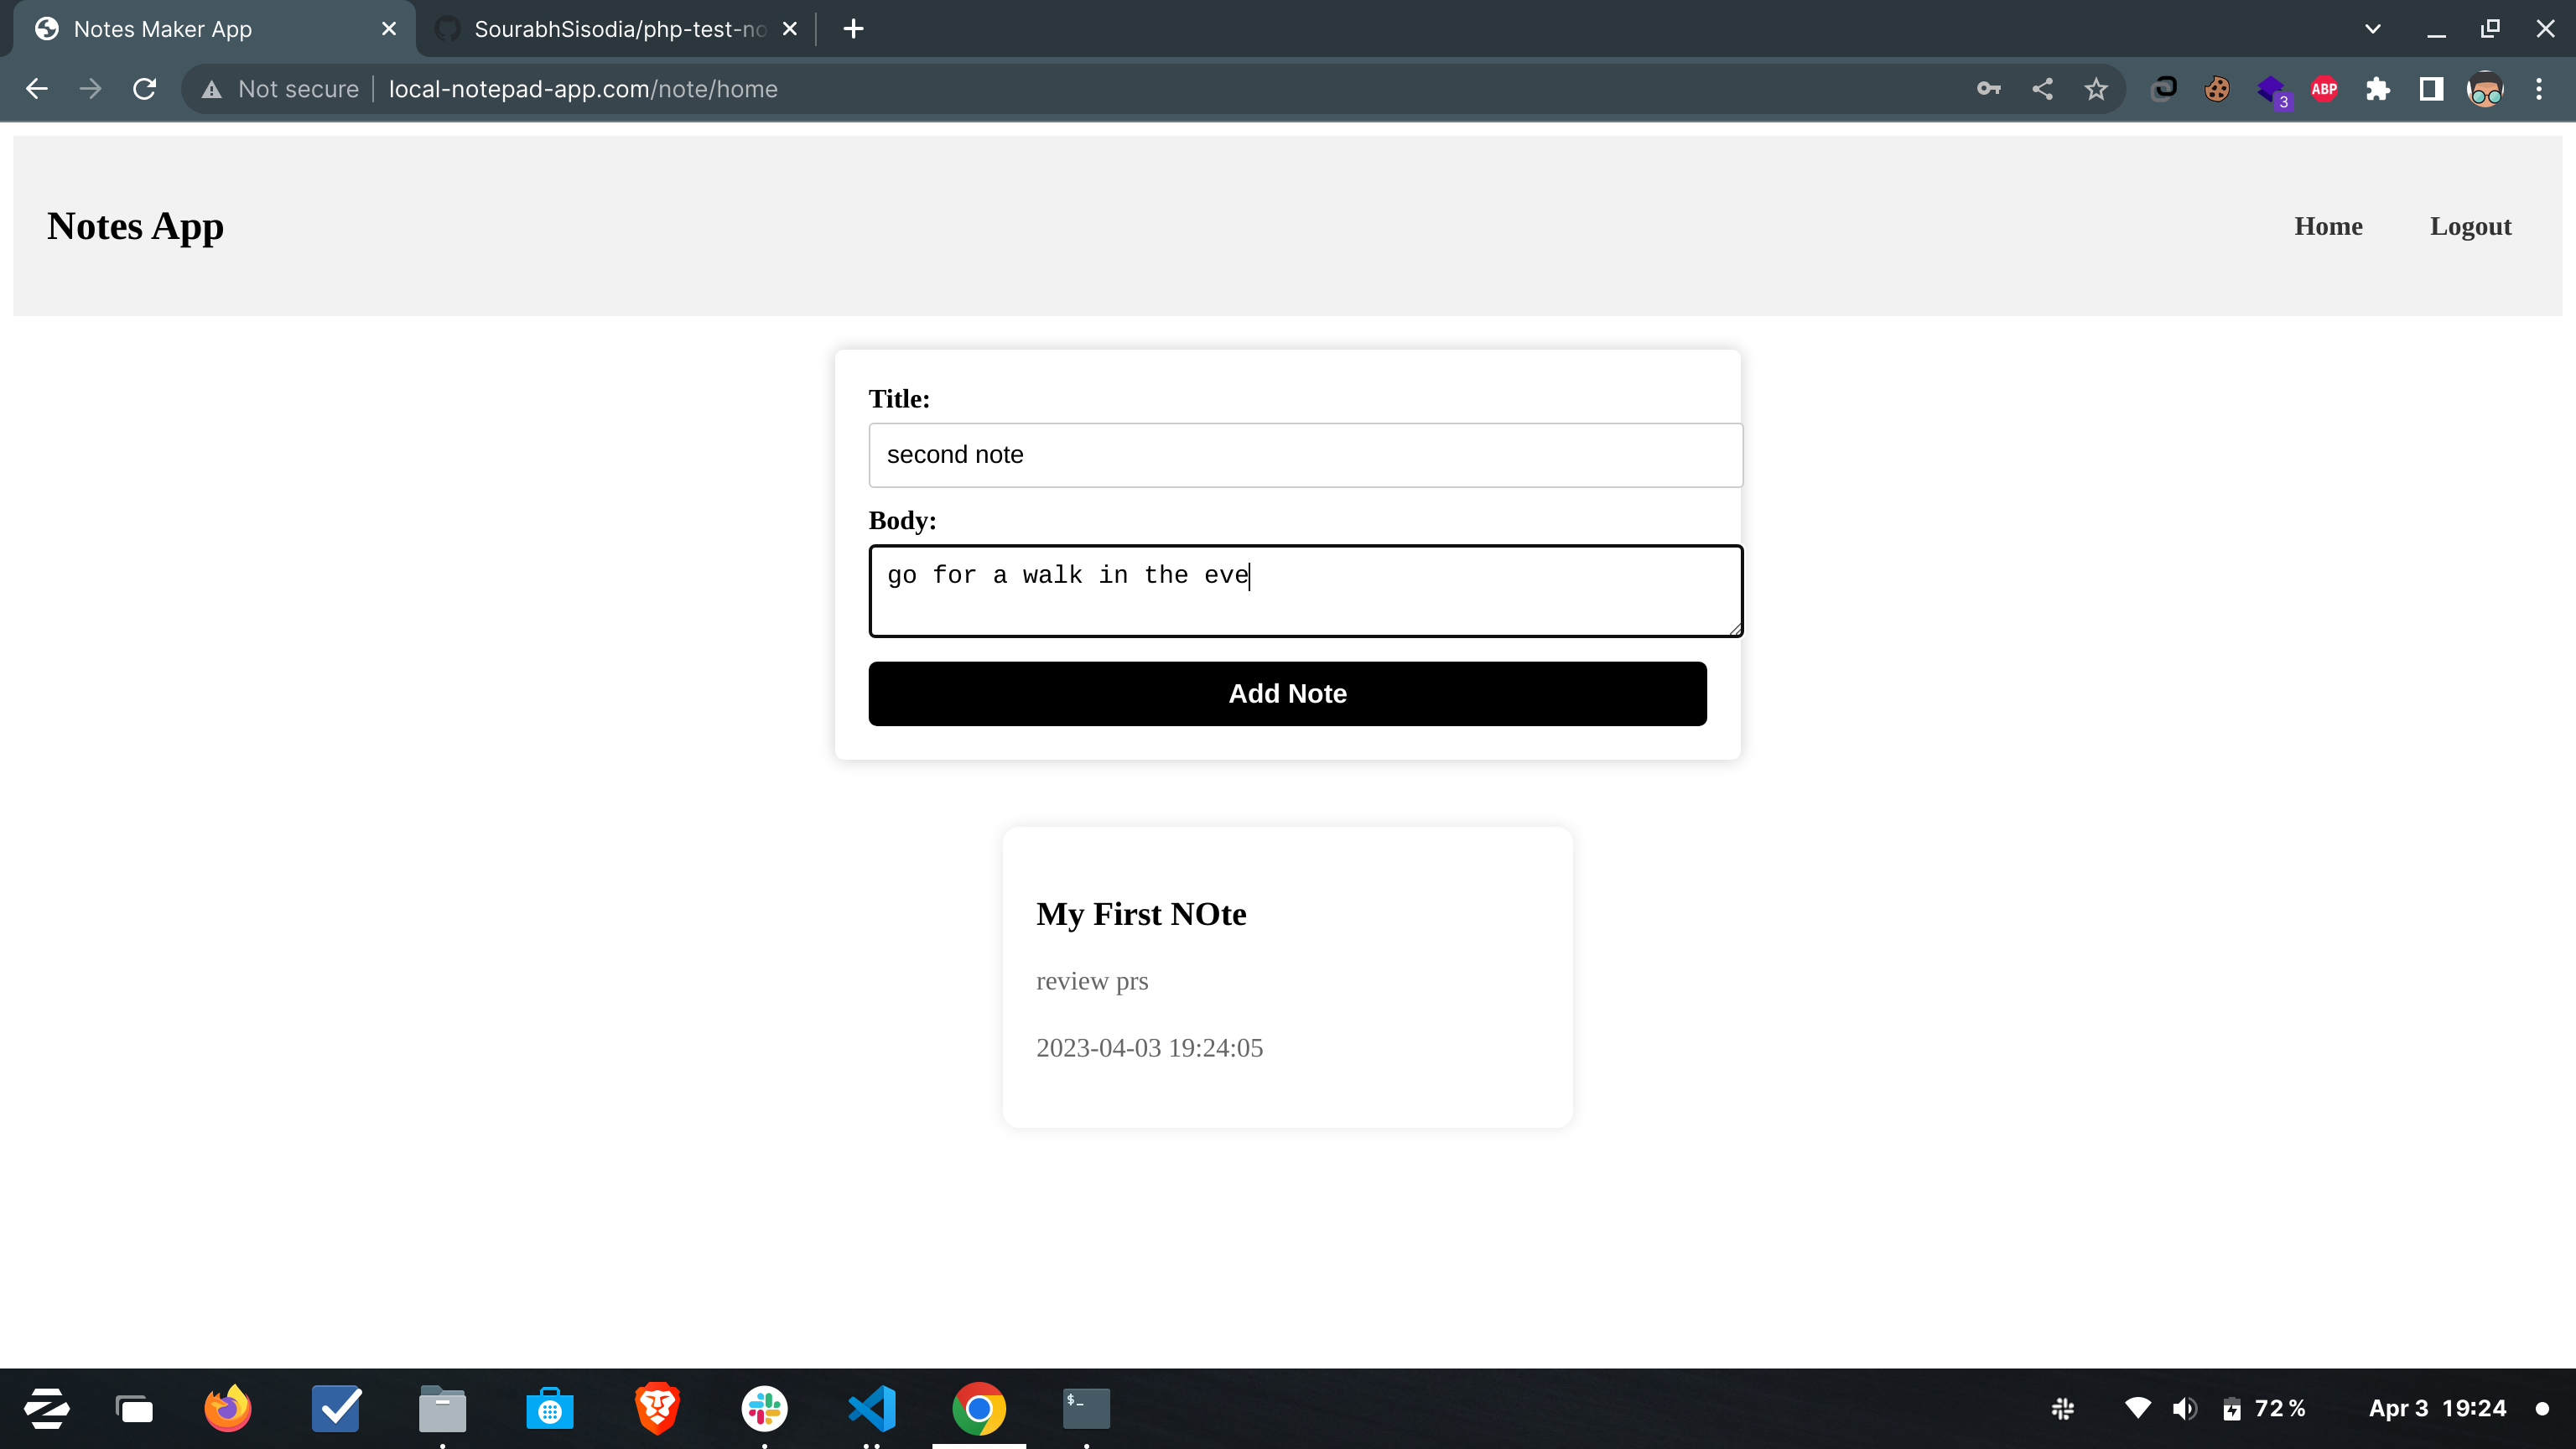 Notes Maker App
SourabhSisodia/php-test-no
Not secure
local-notepad-app.com/note/home
3
ABP
Notes App
Home
Logout
Title:
second note
Body:
go for a walk in the eve
Add Note
My First NOte
review prs
2023-04-03 19:24:05
$_
72 %
Apr 3 19:24